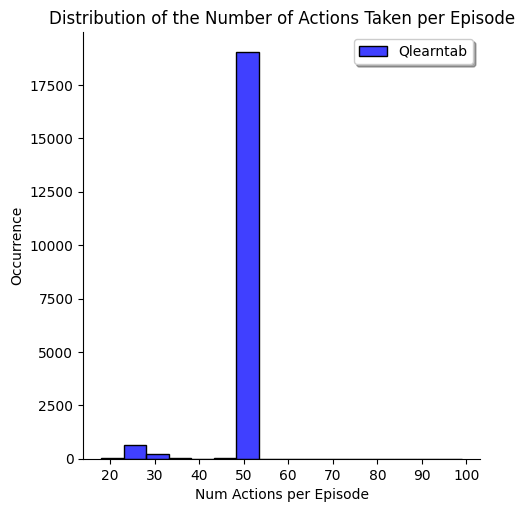 Distribution of the Number of Actions Taken per Episode
Qlearntab
17500
15000
12500
10000
7500
5000
2500
0
Occurrence
20 30 40 50 60 70 80 90 100
Num Actions per Episode